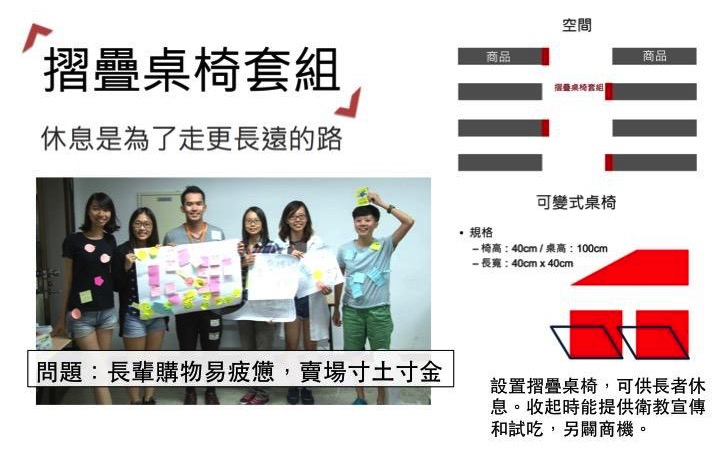 摺疊桌椅套組
休息是為了走更長遠的路
問題：長輩購物易疲憊，賣場寸土寸金
空間
商品
商品
摺疊桌椅套組
可變式桌椅
• 規格
– 椅高：40cm / 桌高：100cm
– 長寬：40cm x 40cm
設置摺疊桌椅，可供長者休
息。收起時能提供衛教宣傳
和試吃，另闢商機。